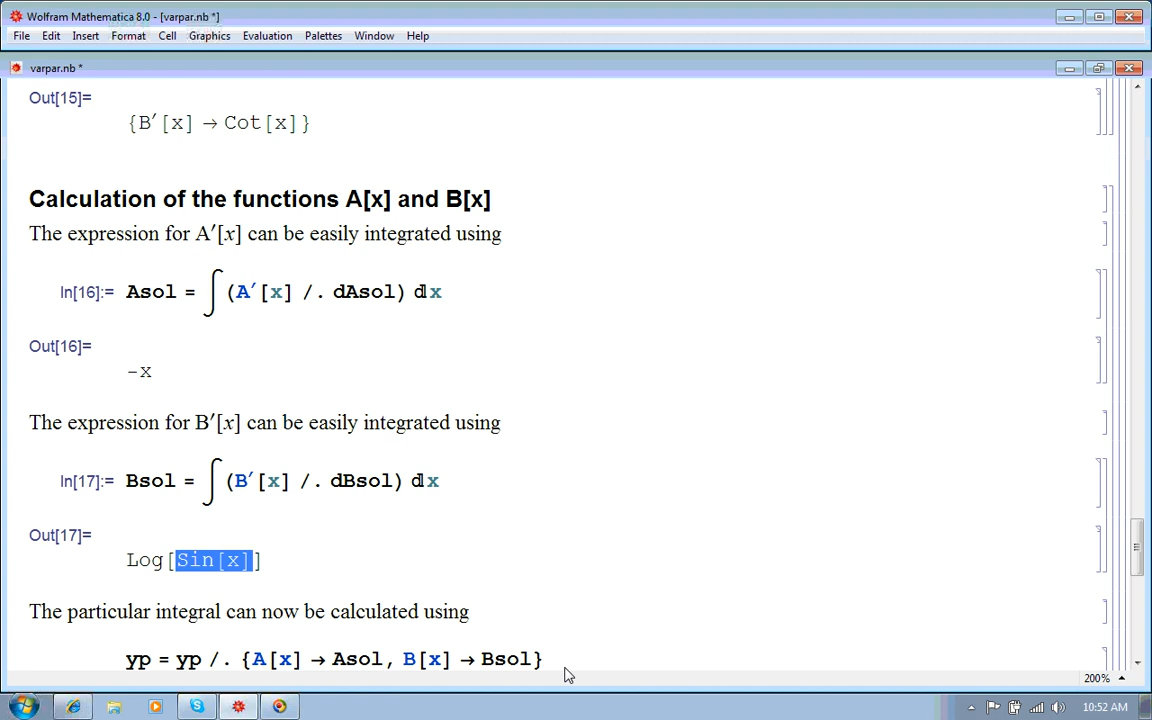 Wolfram Mathematica 8.0 - [varpar.nb *]
File Edit Insert Format Cell Graphics Evaluation Palettes Window Help
varpar.nb *
Out[15]=
{B′[x] → Cot[x]}
Calculation of the functions A[x] and B[x]
The expression for A′[x] can be easily integrated using
In[16]:= Asol = ∫(A′[x] /. dAsol) ⅆx
Out[16]=
-x
The expression for B′[x] can be easily integrated using
In[17]:= Bsol = ∫(B′[x] /. dBsol) ⅆx
Out[17]=
Log[Sin[x]]
The particular integral can now be calculated using
yp = yp /. {A[x] → Asol, B[x] → Bsol}
200%
10:52 AM